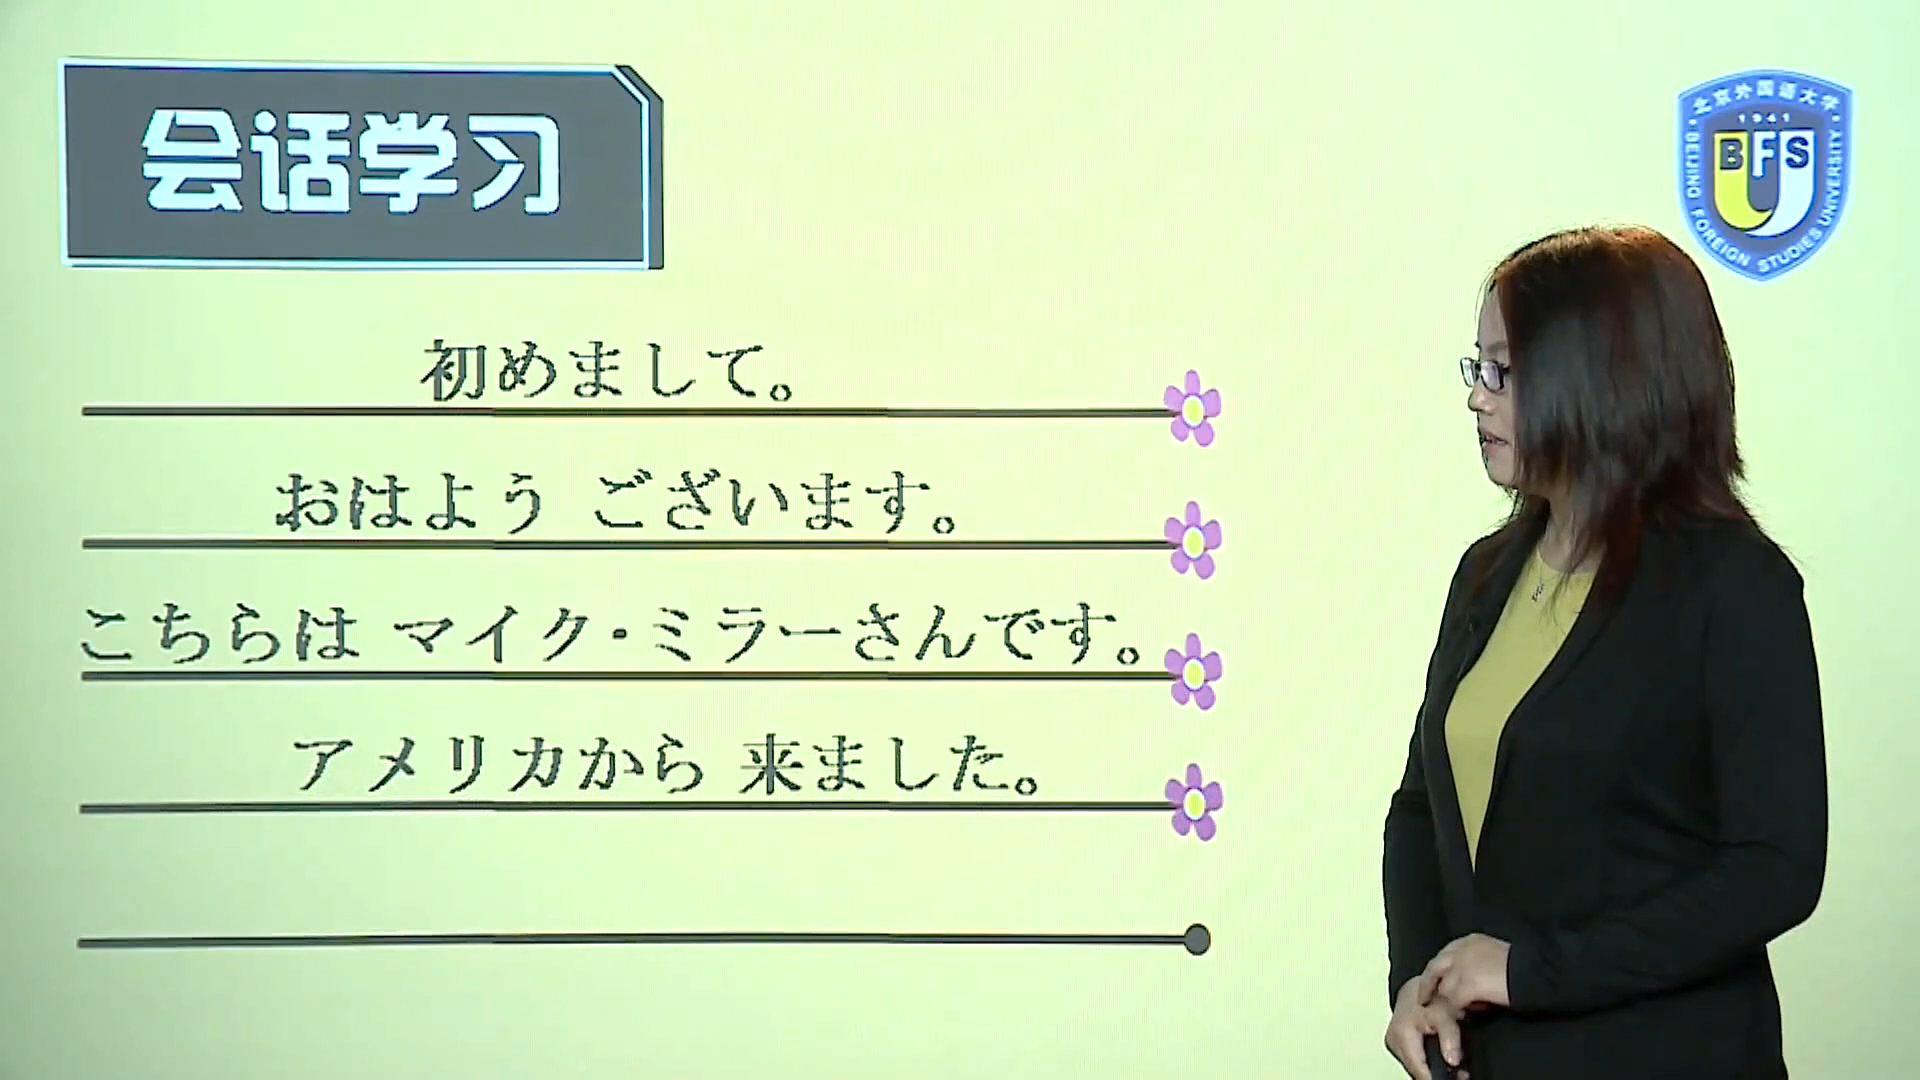 会话学习
北京外国语大学
1941
BFSU
BEIJING FOREIGN STUDIES UNIVERSITY
初めまして。
おはよう ございます。
こちらは マイク・ミラーさんです。
アメリカから 来ました。